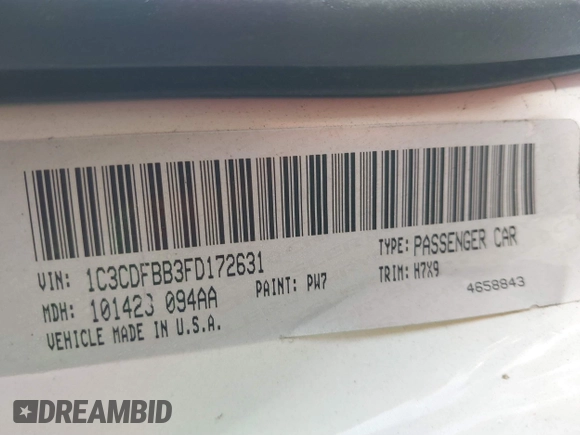 VIN: 1C3CDFBB3FD172631
TYPE: PASSENGER CAR
MDH: 101423 094AA
PAINT: PW7
TRIM: H7X9
VEHICLE MADE IN U.S.A.
4658843
DREAMBID